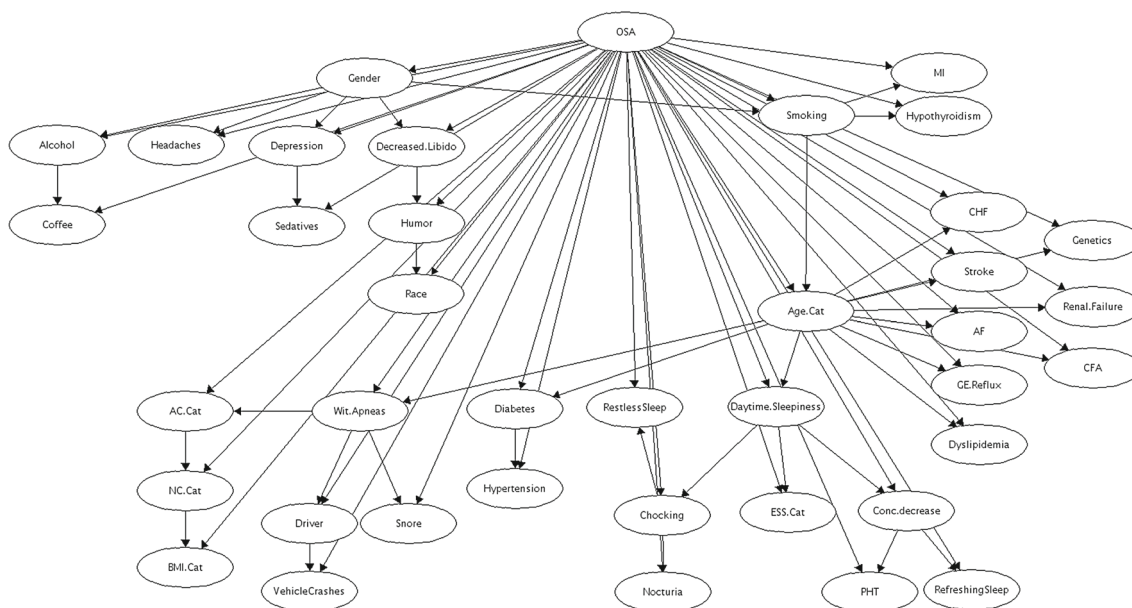 OSA
Gender
MI
Smoking
Hypothyroidism
Alcohol
Headaches
Depression
Decreased.Libido
Coffee
Sedatives
Humor
CHF
Genetics
Stroke
Race
Age.Cat
Renal.Failure
AF
CFA
GE.Reflux
AC.Cat
Wit.Apneas
Diabetes
RestlessSleep
Daytime.Sleepiness
Dyslipidemia
NC.Cat
Hypertension
Driver
Snore
Chocking
ESS.Cat
Conc.decrease
BMI.Cat
VehicleCrashes
Nocturia
PHT
RefreshingSleep